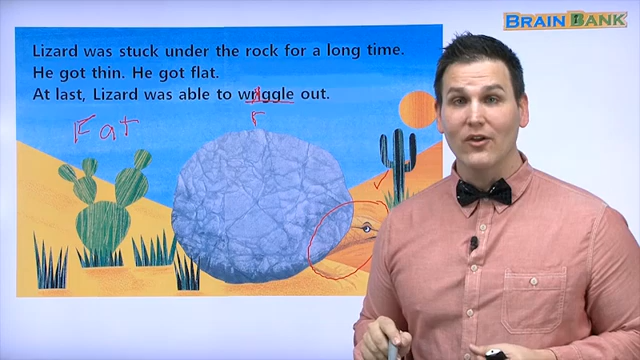 BRAIN BANK
Lizard was stuck under the rock for a long time.
He got thin. He got flat.
At last, Lizard was able to wriggle out.
r
Fat